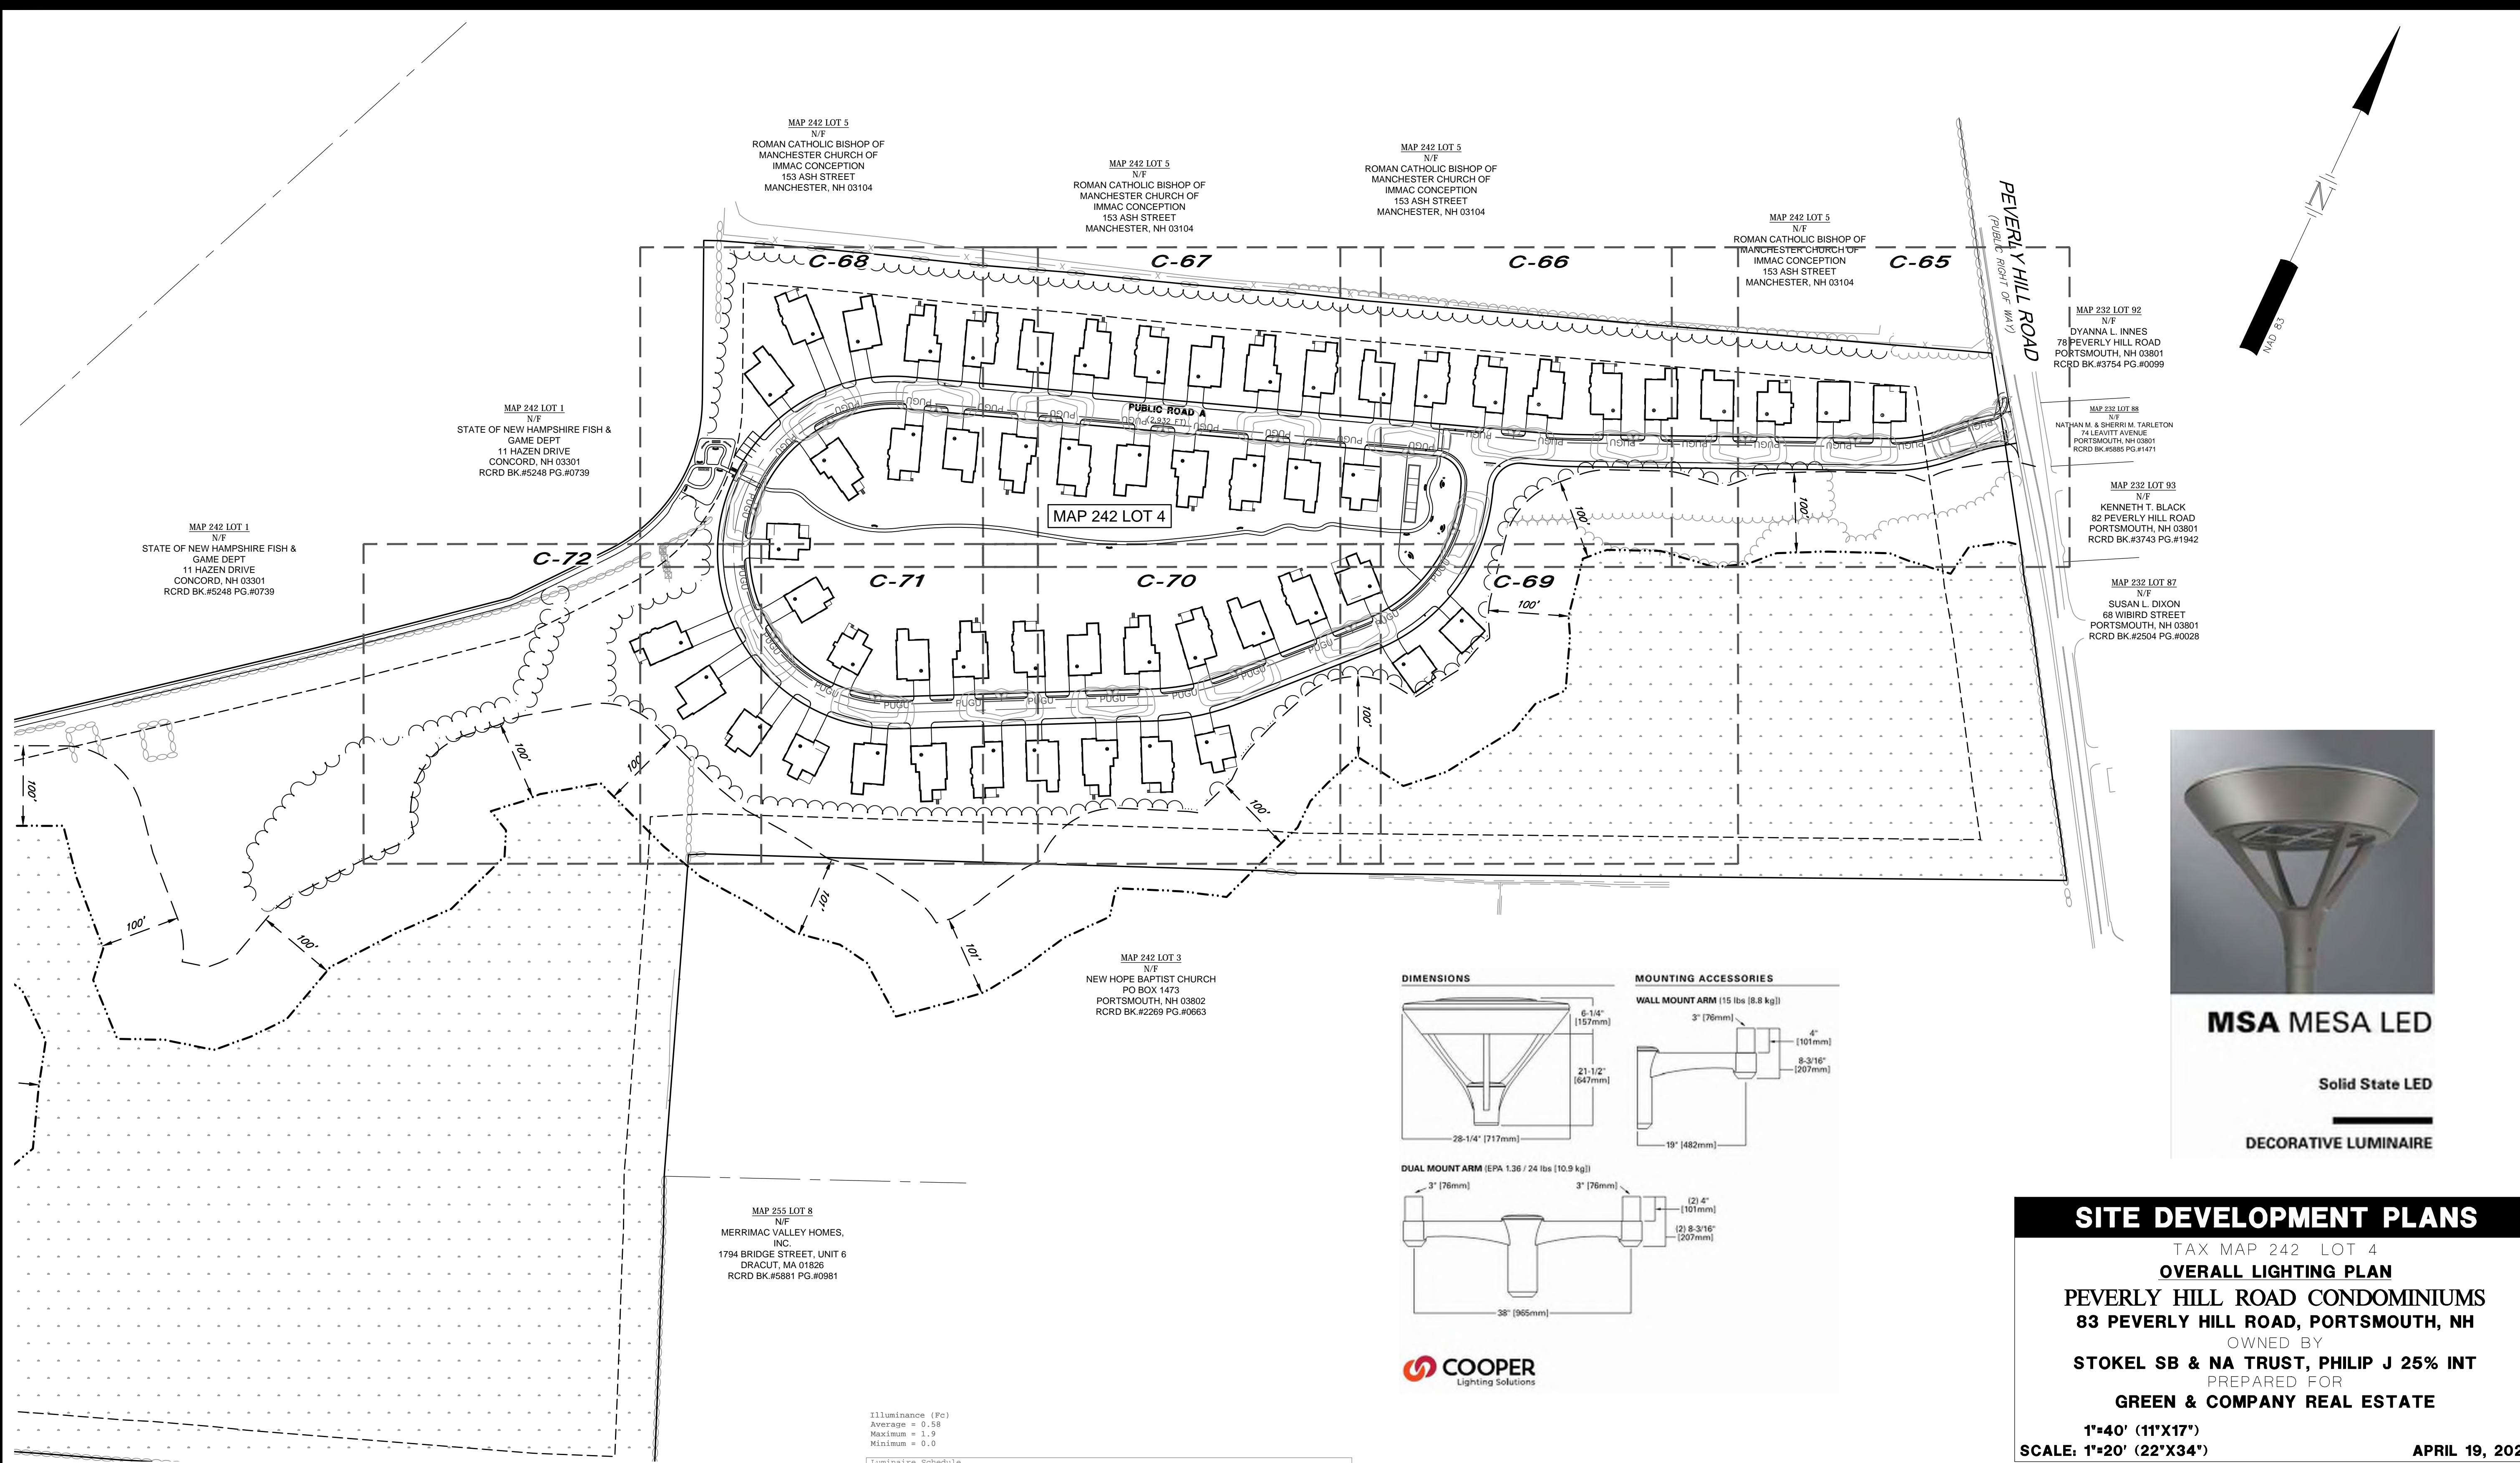 MAP 242 LOT 5
N/F
ROMAN CATHOLIC BISHOP OF
MANCHESTER CHURCH OF
IMMAC CONCEPTION
153 ASH STREET
MANCHESTER, NH 03104
MAP 242 LOT 5
N/F
ROMAN CATHOLIC BISHOP OF
MANCHESTER CHURCH OF
IMMAC CONCEPTION
153 ASH STREET
MANCHESTER, NH 03104
MAP 242 LOT 5
N/F
ROMAN CATHOLIC BISHOP OF
MANCHESTER CHURCH OF
IMMAC CONCEPTION
153 ASH STREET
MANCHESTER, NH 03104
MAP 242 LOT 5
N/F
ROMAN CATHOLIC BISHOP OF
MANCHESTER CHURCH OF
IMMAC CONCEPTION
153 ASH STREET
MANCHESTER, NH 03104
PEVERLY HILL ROAD
(PUBLIC RIGHT OF WAY)
N
NAD 83
C-68
C-67
C-66
C-65
MAP 232 LOT 92
N/F
DYANNA L. INNES
78 PEVERLY HILL ROAD
PORTSMOUTH, NH 03801
RCRD BK.#3754 PG.#0099
MAP 232 LOT 88
N/F
NATHAN M. & SHERRI M. TARLETON
74 LEAVITT AVENUE
PORTSMOUTH, NH 03801
RCRD BK.#5885 PG.#1471
MAP 232 LOT 93
N/F
KENNETH T. BLACK
82 PEVERLY HILL ROAD
PORTSMOUTH, NH 03801
RCRD BK.#3743 PG.#1942
MAP 232 LOT 87
N/F
SUSAN L. DIXON
68 WIBIRD STREET
PORTSMOUTH, NH 03801
RCRD BK.#2504 PG.#0028
MAP 242 LOT 1
N/F
STATE OF NEW HAMPSHIRE FISH &
GAME DEPT
11 HAZEN DRIVE
CONCORD, NH 03301
RCRD BK.#5248 PG.#0739
MAP 242 LOT 1
N/F
STATE OF NEW HAMPSHIRE FISH &
GAME DEPT
11 HAZEN DRIVE
CONCORD, NH 03301
RCRD BK.#5248 PG.#0739
PUBLIC ROAD A
(2,932 FT)
PUGU
MAP 242 LOT 4
C-72
C-71
C-70
C-69
100'
100'
100'
100'
100'
100'
100'
100'
100'
100'
101'
101'
MAP 242 LOT 3
N/F
NEW HOPE BAPTIST CHURCH
PO BOX 1473
PORTSMOUTH, NH 03802
RCRD BK.#2269 PG.#0663
MAP 255 LOT 8
N/F
MERRIMAC VALLEY HOMES,
INC.
1794 BRIDGE STREET, UNIT 6
DRACUT, MA 01826
RCRD BK.#5881 PG.#0981
DIMENSIONS
6-1/4"
[157mm]
21-1/2"
[647mm]
28-1/4" [717mm]
MOUNTING ACCESSORIES
WALL MOUNT ARM (15 lbs [8.8 kg])
3" [76mm]
4"
[101mm]
8-3/16"
[207mm]
19" [482mm]
DUAL MOUNT ARM (EPA 1.36 / 24 lbs [10.9 kg])
3" [76mm]
3" [76mm]
(2) 4"
[101mm]
(2) 8-3/16"
[207mm]
38" [965mm]
COOPER
Lighting Solutions
MSA MESA LED
Solid State LED
DECORATIVE LUMINAIRE
Illuminance (Fc)
Average = 0.58
Maximum = 1.9
Minimum = 0.0
Luminaire Schedule
SITE DEVELOPMENT PLANS
TAX MAP 242 LOT 4
OVERALL LIGHTING PLAN
PEVERLY HILL ROAD CONDOMINIUMS
83 PEVERLY HILL ROAD, PORTSMOUTH, NH
OWNED BY
STOKEL SB & NA TRUST, PHILIP J 25% INT
PREPARED FOR
GREEN & COMPANY REAL ESTATE
1"=40' (11"X17")
SCALE: 1"=20' (22"X34")
APRIL 19, 202